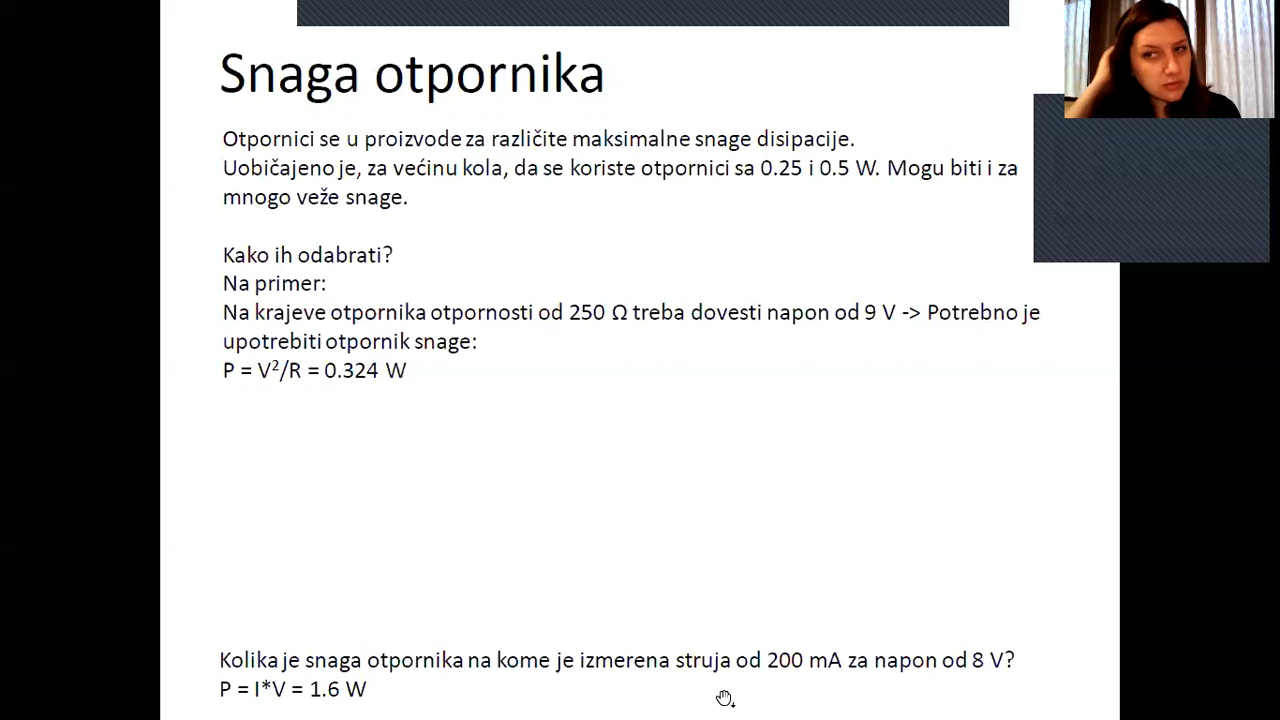 Snaga otpornika
Otpornici se u proizvode za različite maksimalne snage disipacije.
Uobičajeno je, za većinu kola, da se koriste otpornici sa 0.25 i 0.5 W. Mogu biti i za
mnogo veže snage.
Kako ih odabrati?
Na primer:
Na krajeve otpornika otpornosti od 250 Ω treba dovesti napon od 9 V -> Potrebno je
upotrebiti otpornik snage:
P = V²/R = 0.324 W
Kolika je snaga otpornika na kome je izmerena struja od 200 mA za napon od 8 V?
P = I*V = 1.6 W